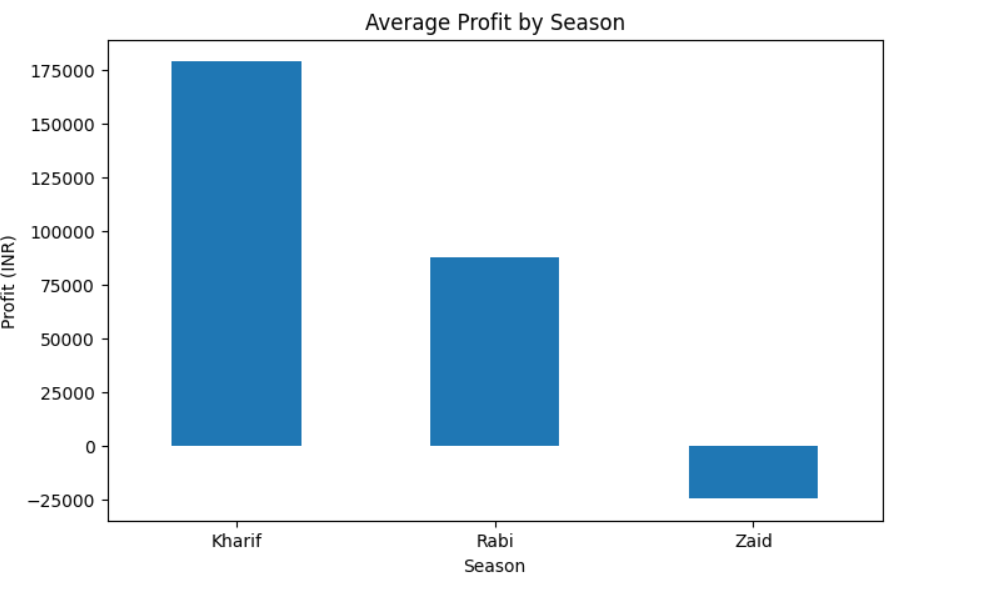 Average Profit by Season
Profit (INR)
175000
150000
125000
100000
75000
50000
25000
0
−25000
Kharif Rabi Zaid
Season